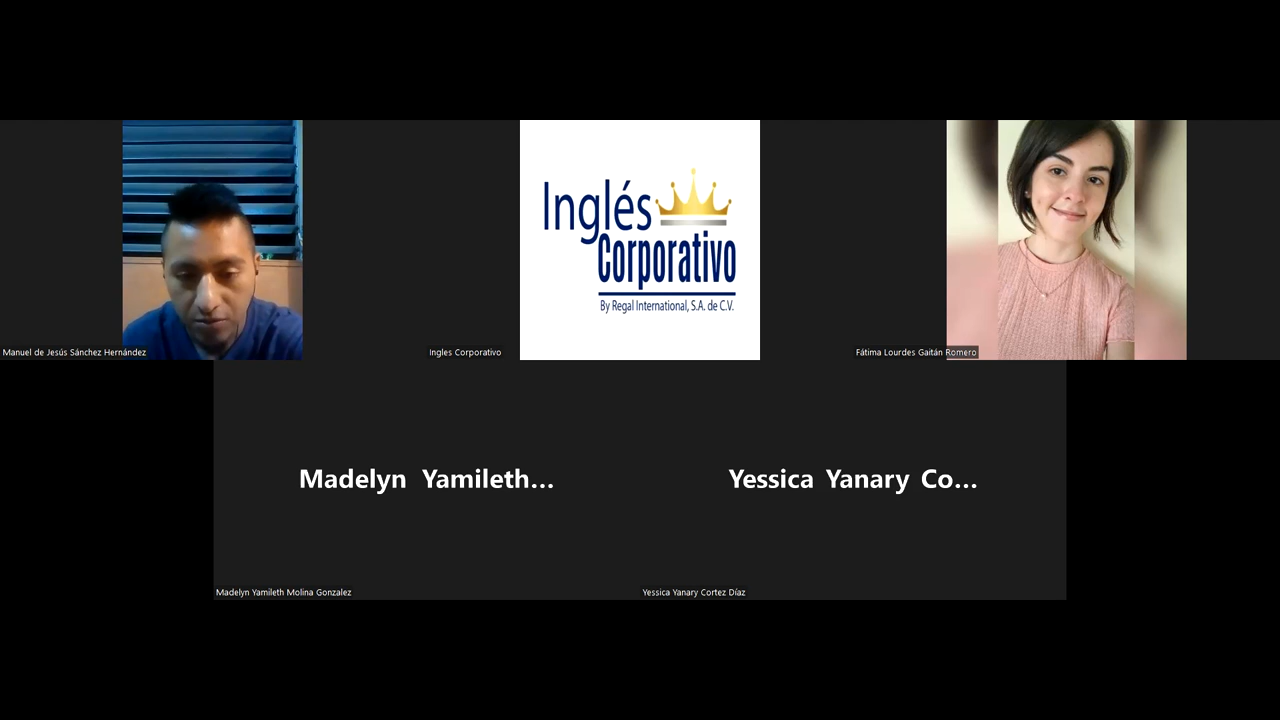 Inglés
Corporativo
By Regal International, S.A. de C.V.
Manuel de Jesús Sánchez Hernández
Ingles Corporativo
Fátima Lourdes Gaitán Romero
Madelyn Yamileth...
Yessica Yanary Co...
Madelyn Yamileth Molina Gonzalez
Yessica Yanary Cortez Díaz